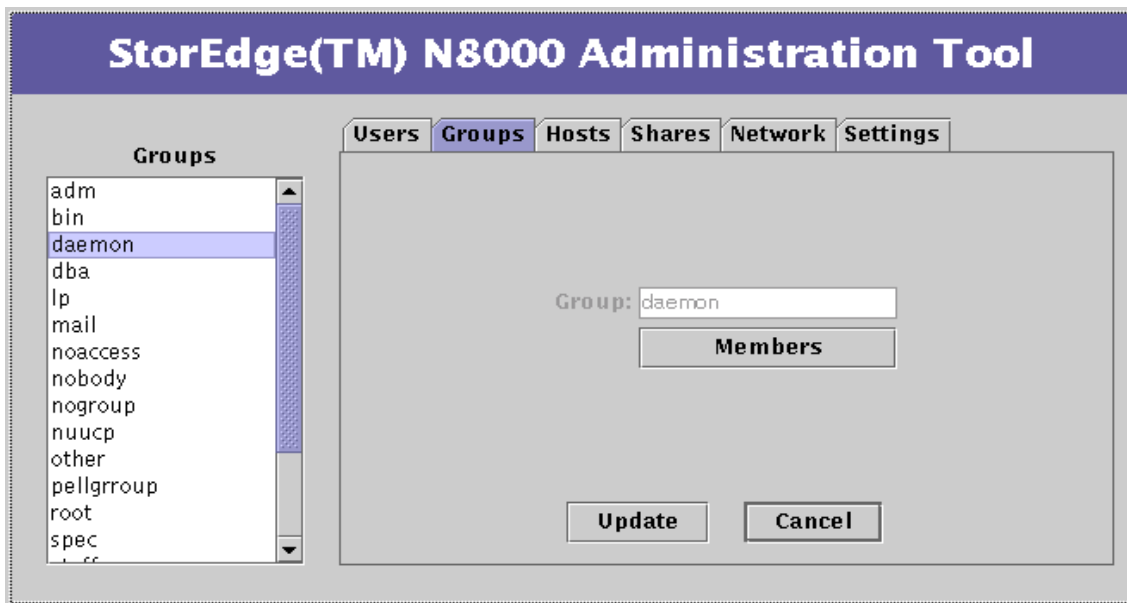 StorEdge(TM) N8000 Administration Tool
Users Groups Hosts Shares Network Settings
Groups
adm
bin
daemon
dba
lp
mail
noaccess
nobody
nogroup
nuucp
other
pellgrroup
root
spec
Group: daemon
Members
Update Cancel